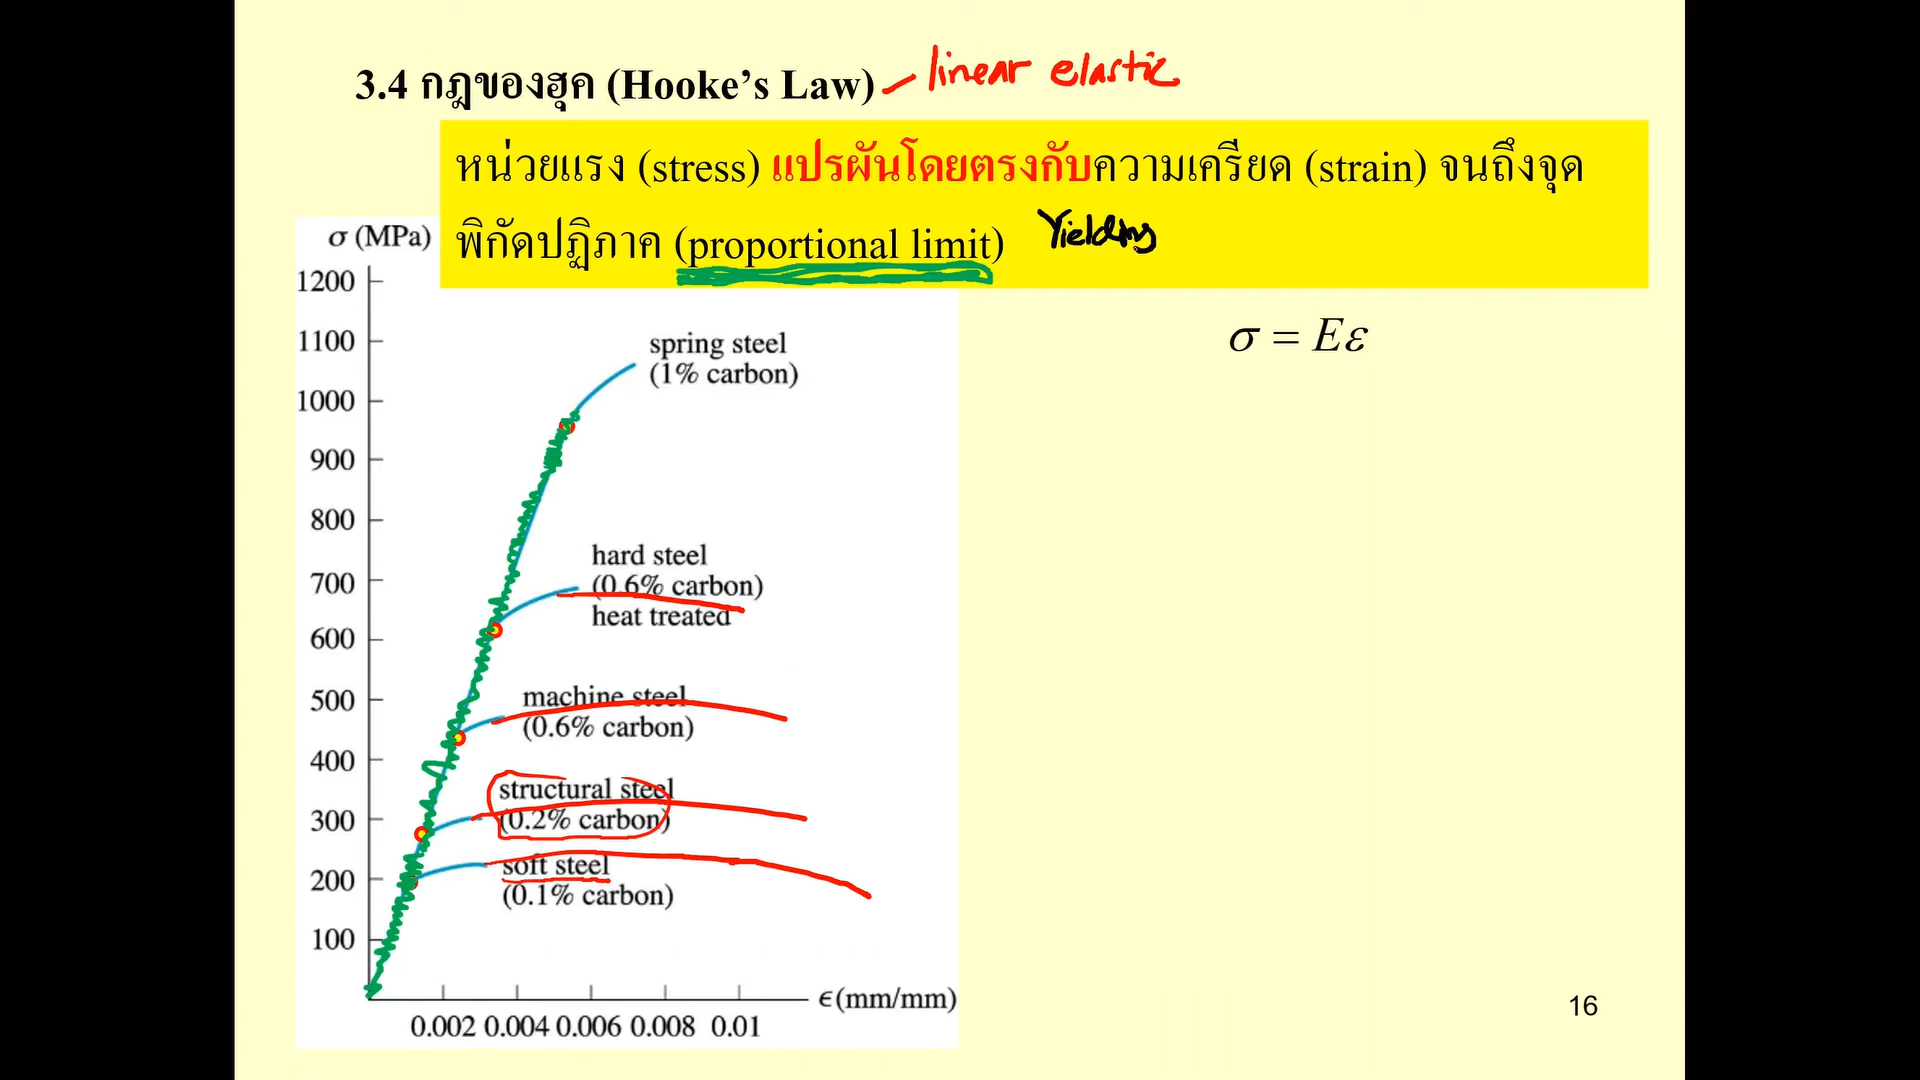 3.4 กฎของฮุค (Hooke’s Law) linear elastic
หน่วยแรง (stress) แปรผันโดยตรงกับความเครียด (strain) จนถึงจุด
พิกัดปฏิภาค (proportional limit) Yielding
σ = Eε
σ (MPa)
1200
1100
1000
900
800
700
600
500
400
300
200
100
spring steel
(1% carbon)
hard steel
(0.6% carbon)
heat treated
machine steel
(0.6% carbon)
structural steel
(0.2% carbon)
soft steel
(0.1% carbon)
0.002 0.004 0.006 0.008 0.01
ϵ(mm/mm)
16